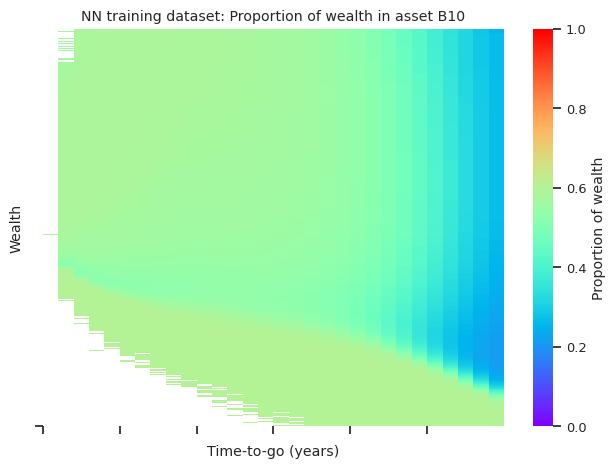 NN training dataset: Proportion of wealth in asset B10
Wealth
Time-to-go (years)
1.0
0.8
0.6
0.4
0.2
0.0
Proportion of wealth